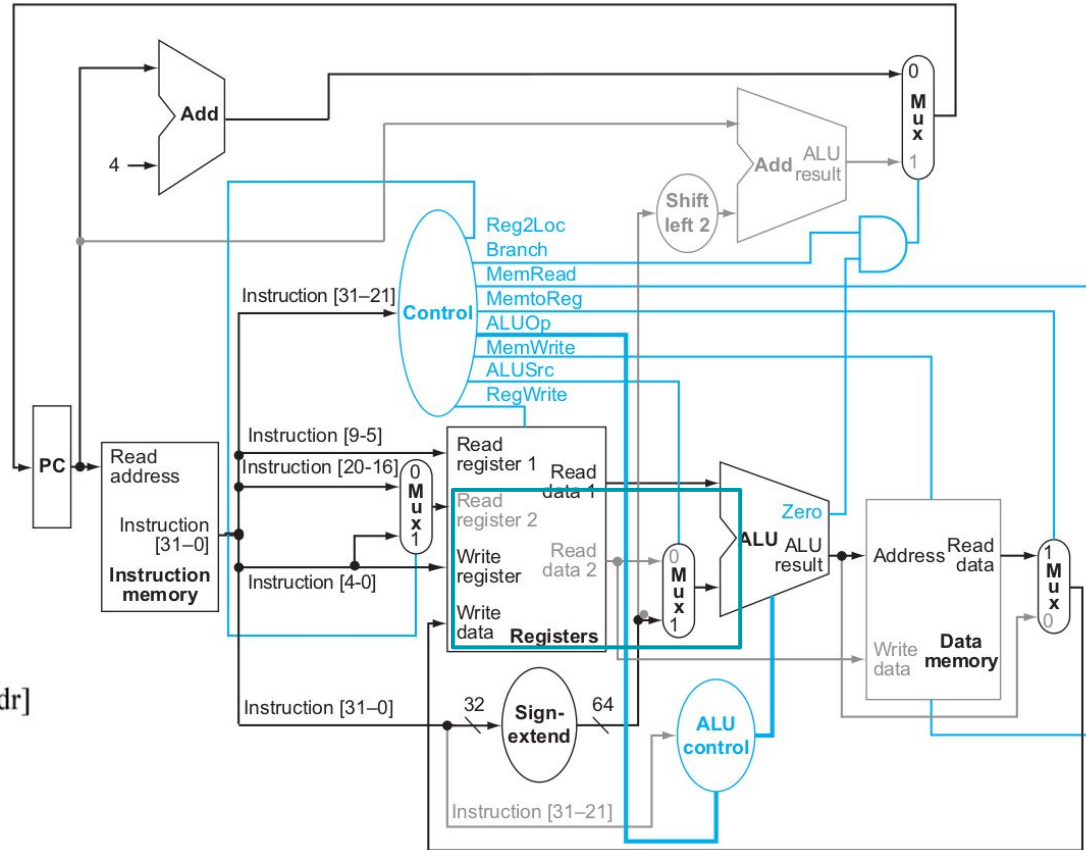 0
M
u
x
1
Add
4
Add
ALU
result
Shift
left 2
Reg2Loc
Branch
MemRead
MemtoReg
ALUOp
MemWrite
ALUSrc
RegWrite
Control
Instruction [31–21]
PC
Read
address
Instruction
[31–0]
Instruction
memory
Instruction [9-5]
Instruction [20-16]
Instruction [4-0]
0
M
u
x
1
Read
register 1
Read
data 1
Read
register 2
Write
register
Read
data 2
Write
data
Registers
0
M
u
x
1
Zero
ALU
ALU
result
Address
Read
data
Write
data
Data
memory
1
M
u
x
0
dr]
Instruction [31–0]
32
Sign-
extend
64
ALU
control
Instruction [31–21]